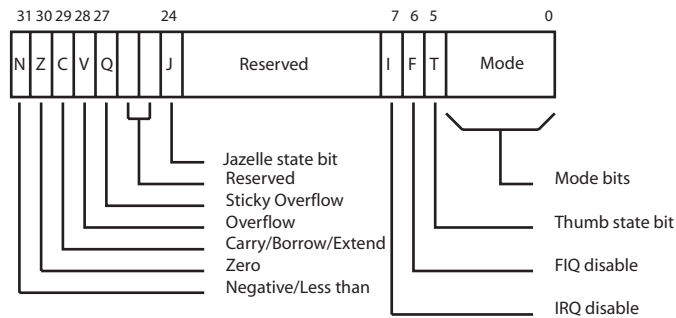 31 30 29 28 27 24 7 6 5 0
N Z C V Q J Reserved I F T Mode
Jazelle state bit
Reserved Mode bits
Sticky Overflow
Overflow Thumb state bit
Carry/Borrow/Extend
Zero FIQ disable
Negative/Less than
IRQ disable